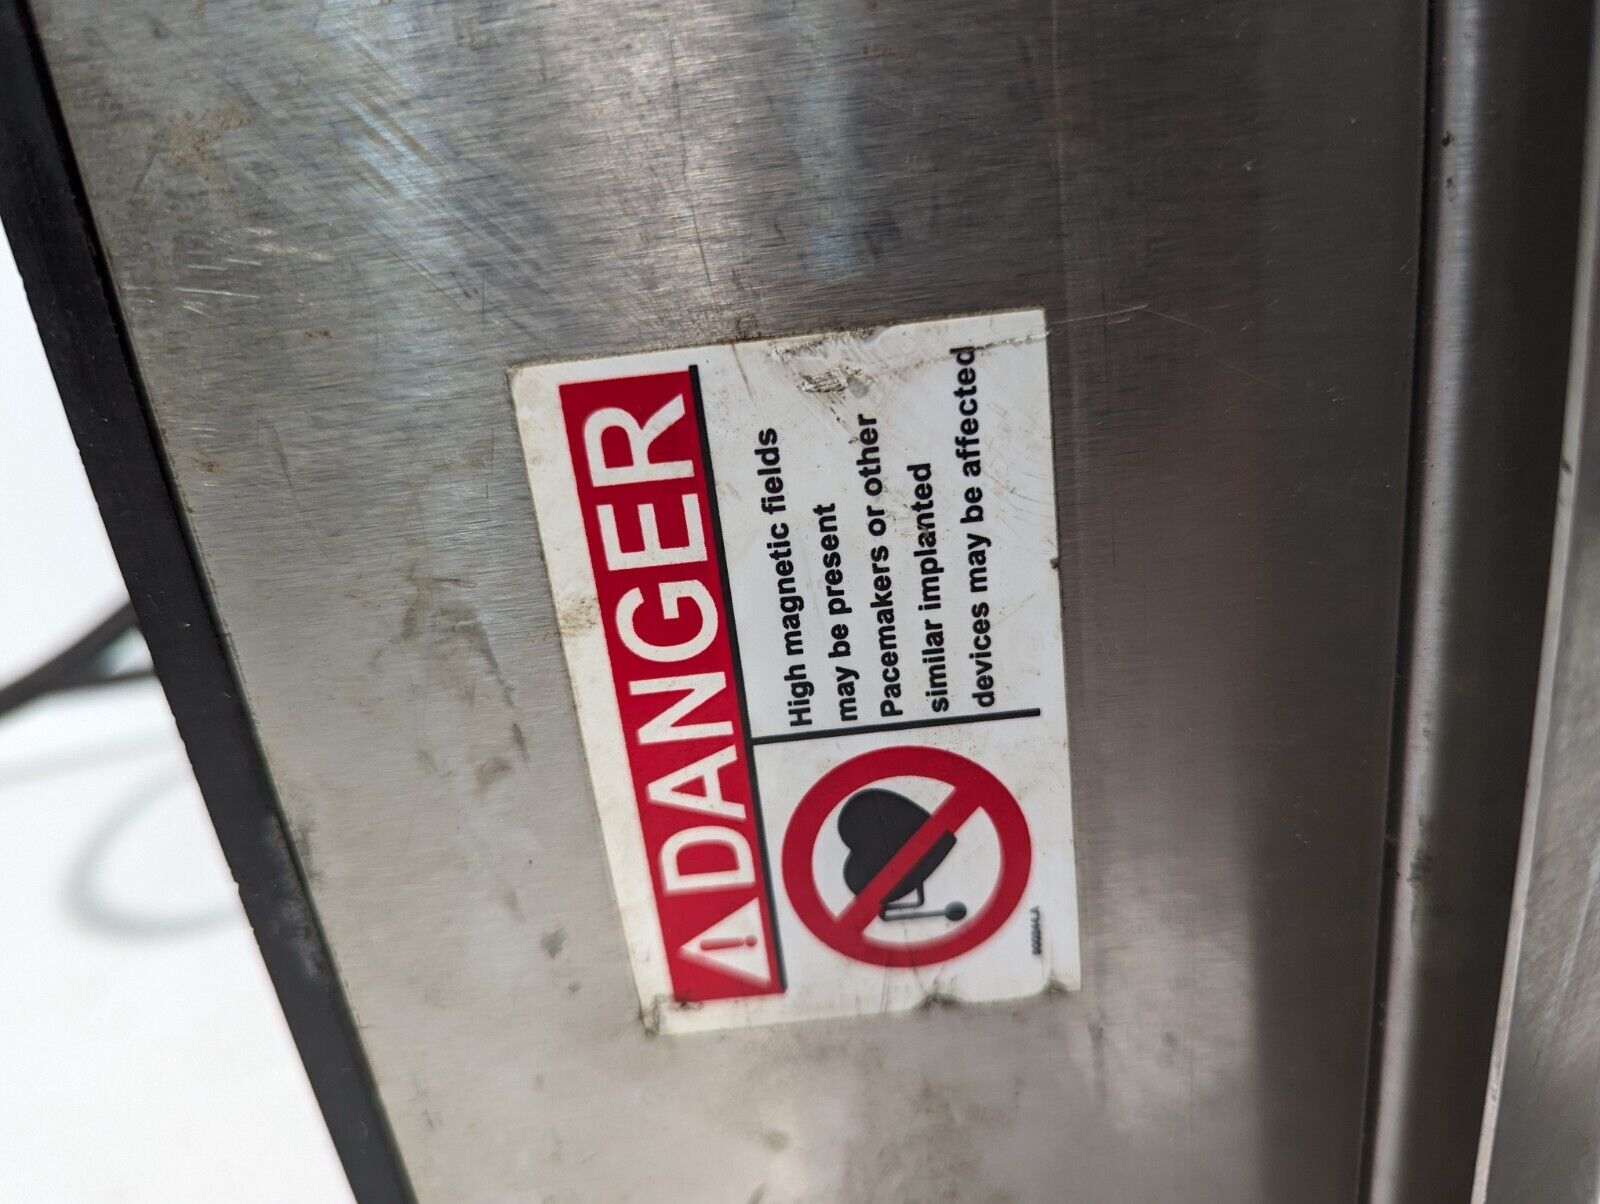 DANGER
High magnetic fields
may be present
Pacemakers or other
similar implanted
devices may be affected